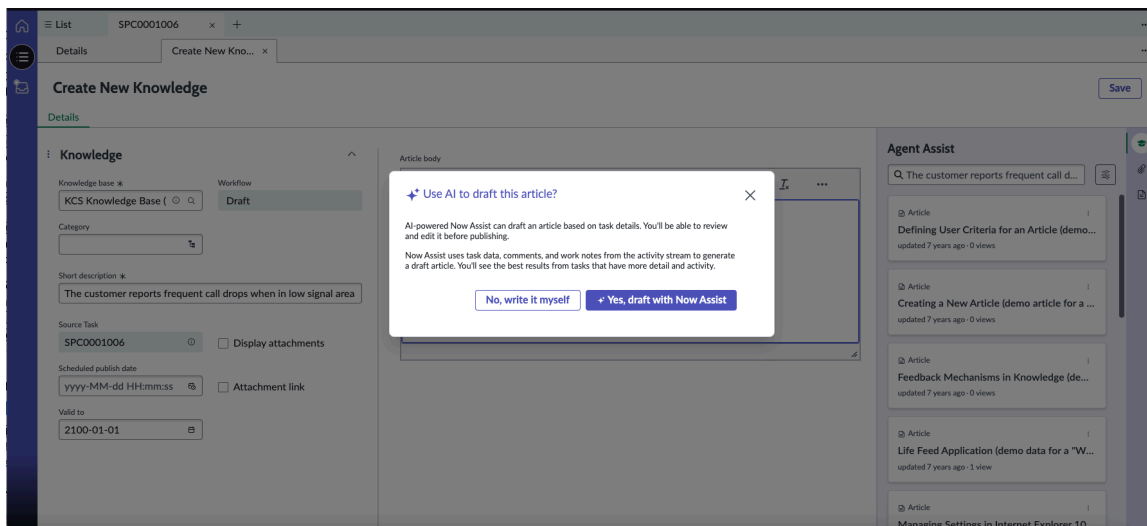 List
SPC0001006
Details
Create New Kno...
Create New Knowledge
Save
Details
Knowledge
Knowledge base *
KCS Knowledge Base (
Workflow
Draft
Category
Short description *
The customer reports frequent call drops when in low signal area
Source Task
SPC0001006
Display attachments
Scheduled publish date
yyyy-MM-dd HH:mm:ss
Attachment link
Valid to
2100-01-01
Article body
Use AI to draft this article?
AI-powered Now Assist can draft an article based on task details. You'll be able to review
and edit it before publishing.
Now Assist uses task data, comments, and work notes from the activity stream to generate
a draft article. You'll see the best results from tasks that have more detail and activity.
No, write it myself
Yes, draft with Now Assist
Agent Assist
The customer reports frequent call d...
Article
Defining User Criteria for an Article (demo...
updated 7 years ago · 0 views
Article
Creating a New Article (demo article for a ...
updated 7 years ago · 0 views
Article
Feedback Mechanisms in Knowledge (de...
updated 7 years ago · 0 views
Article
Life Feed Application (demo data for a "W...
updated 7 years ago · 1 view
Article
Managing Settings in Internet Explorer 10